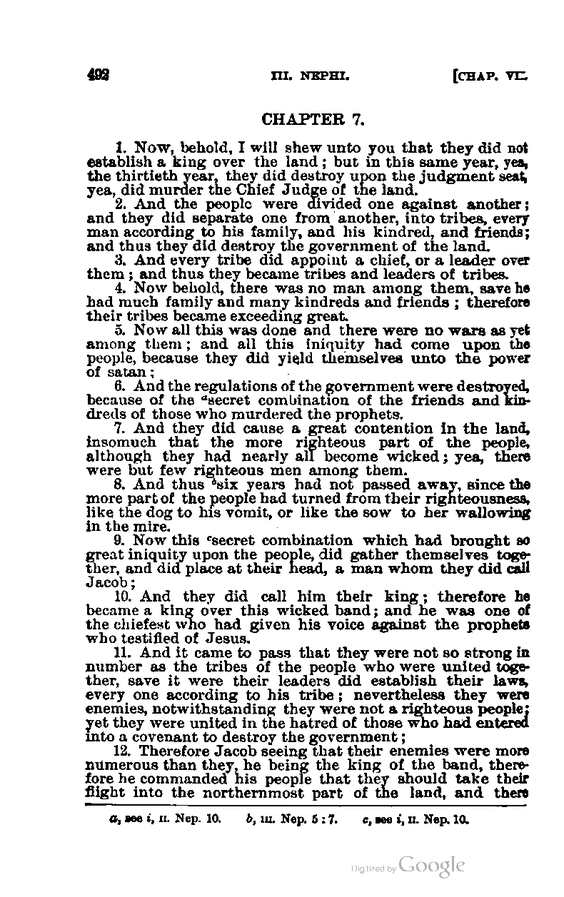 492 III. NEPHI. [CHAP. VII.
CHAPTER 7.
1. Now, behold, I will shew unto you that they did not
establish a king over the land; but in this same year, yea,
the thirtieth year, they did destroy upon the judgment seat,
yea, did murder the Chief Judge of the land.
2. And the people were divided one against another;
and they did separate one from another, into tribes, every
man according to his family, and his kindred, and friends;
and thus they did destroy the government of the land.
3. And every tribe did appoint a chief, or a leader over
them; and thus they became tribes and leaders of tribes.
4. Now behold, there was no man among them, save he
had much family and many kindreds and friends; therefore
their tribes became exceeding great.
5. Now all this was done and there were no wars as yet
among them; and all this iniquity had come upon the
people, because they did yield themselves unto the power
of satan;
6. And the regulations of the government were destroyed,
because of the a secret combination of the friends and kin-
dreds of those who murdered the prophets.
7. And they did cause a great contention in the land,
insomuch that the more righteous part of the people,
although they had nearly all become wicked; yea, there
were but few righteous men among them.
8. And thus b six years had not passed away, since the
more part of the people had turned from their righteousness,
like the dog to his vomit, or like the sow to her wallowing
in the mire.
9. Now this c secret combination which had brought so
great iniquity upon the people, did gather themselves toge-
ther, and did place at their head, a man whom they did call
Jacob;
10. And they did call him their king; therefore he
became a king over this wicked band; and he was one of
the chiefest who had given his voice against the prophets
who testified of Jesus.
11. And it came to pass that they were not so strong in
number as the tribes of the people who were united toge-
ther, save it were their leaders did establish their laws,
every one according to his tribe; nevertheless they were
enemies, notwithstanding they were not a righteous people;
yet they were united in the hatred of those who had entered
into a covenant to destroy the government;
12. Therefore Jacob seeing that their enemies were more
numerous than they, he being the king of the band, there-
fore he commanded his people that they should take their
flight into the northernmost part of the land, and there
a, see i, II. Nep. 10. b, III. Nep. 5:7. c, see i, II. Nep. 10.
Digitized by Google